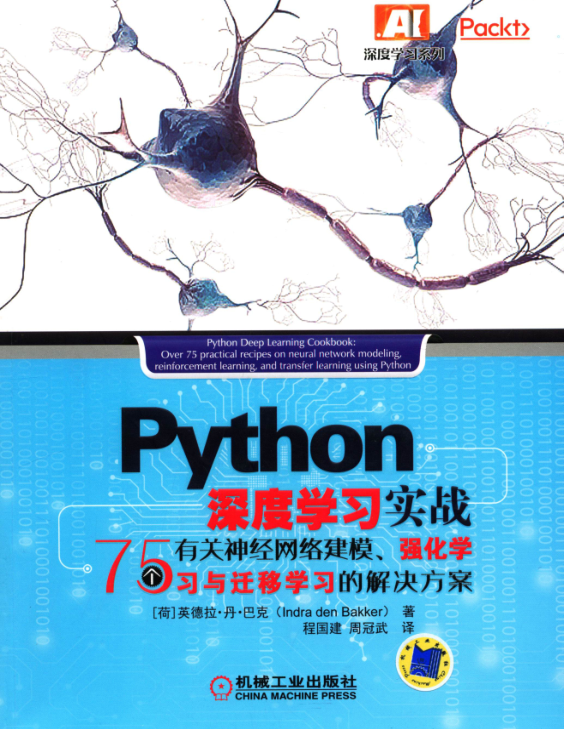 .AI
Packt>
深度学习系列
Python Deep Learning Cookbook:
Over 75 practical recipes on neural network modeling,
reinforcement learning, and transfer learning using Python
Python
深度学习实战
75个
有关神经网络建模、强化学
习与迁移学习的解决方案
[荷]英德拉·丹·巴克(Indra den Bakker) 著
程国建 周冠武 译
机械工业出版社
CHINA MACHINE PRESS